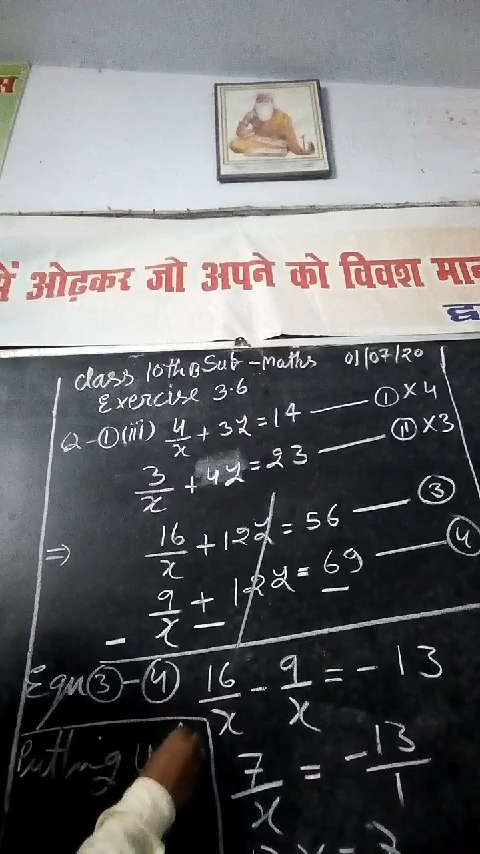 में ओढ़कर जो अपने को विवश मान
class 10th B Sub - Maths 01/07/20
Exercise 3.6
Q-①(iii) 4/x + 3y = 14 — ① × 4
3/x + 4y = 23 — ② × 3
⇒ 16/x + 12y = 56 — ③
9/x + 12y = 69 — ④
− − −
Eqn ③-④ 16/x - 9/x = -13
7/x = -13/1
Putting